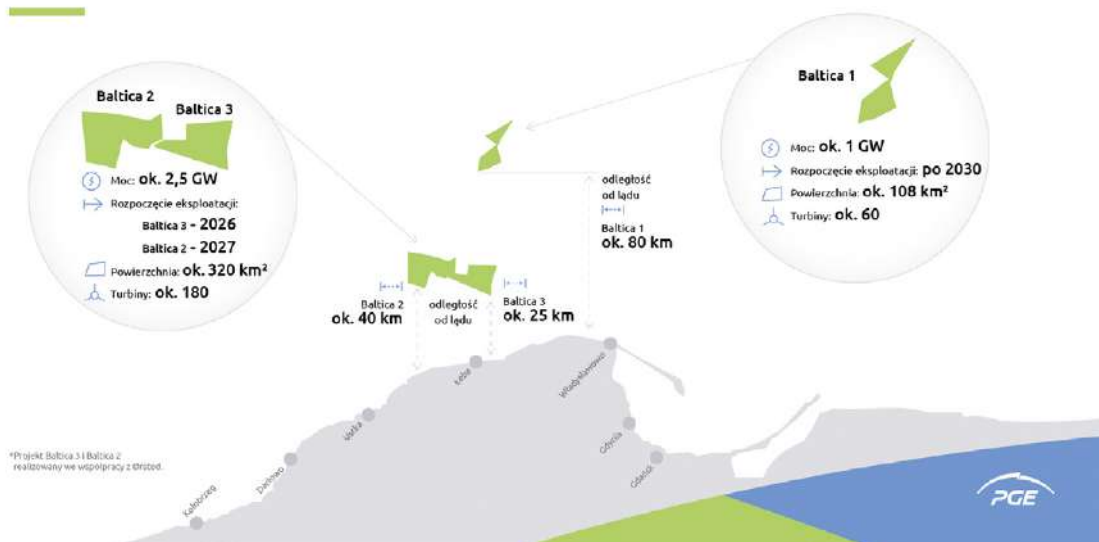 Baltica 2
Baltica 3
Moc: ok. 2,5 GW
Rozpoczęcie eksploatacji:
Baltica 3 - 2026
Baltica 2 - 2027
Powierzchnia: ok. 320 km²
Turbiny: ok. 180
Baltica 1
Moc: ok. 1 GW
Rozpoczęcie eksploatacji: po 2030
Powierzchnia: ok. 108 km²
Turbiny: ok. 60
odległość
od lądu
Baltica 1
ok. 80 km
Baltica 2
ok. 40 km
odległość
od lądu
Baltica 3
ok. 25 km
Łeba
Władysławowo
Ustka
Gdynia
Gdańsk
Darłowo
Kołobrzeg
*Projekt Baltica 3 i Baltica 2
realizowany we współpracy z Ørsted.
PGE